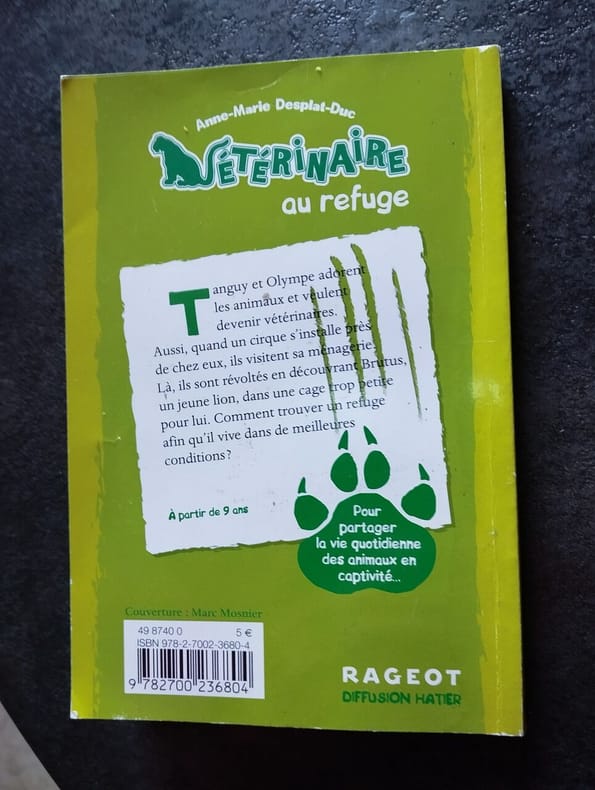 Anne-Marie Desplat-Duc
VÉTÉRINAIRE
au refuge
Tanguy et Olympe adorent
les animaux et veulent
devenir vétérinaires.
Aussi, quand un cirque s'installe près
de chez eux, ils visitent sa ménagerie.
Là, ils sont révoltés en découvrant Brutus,
un jeune lion, dans une cage trop petite
pour lui. Comment trouver un refuge
afin qu'il vive dans de meilleures
conditions ?
À partir de 9 ans
Pour
partager
la vie quotidienne
des animaux en
captivité...
Couverture : Marc Mosnier
49 8740 0 5 €
ISBN 978-2-7002-3680-4
9 782700 236804
RAGEOT
DIFFUSION HATIER